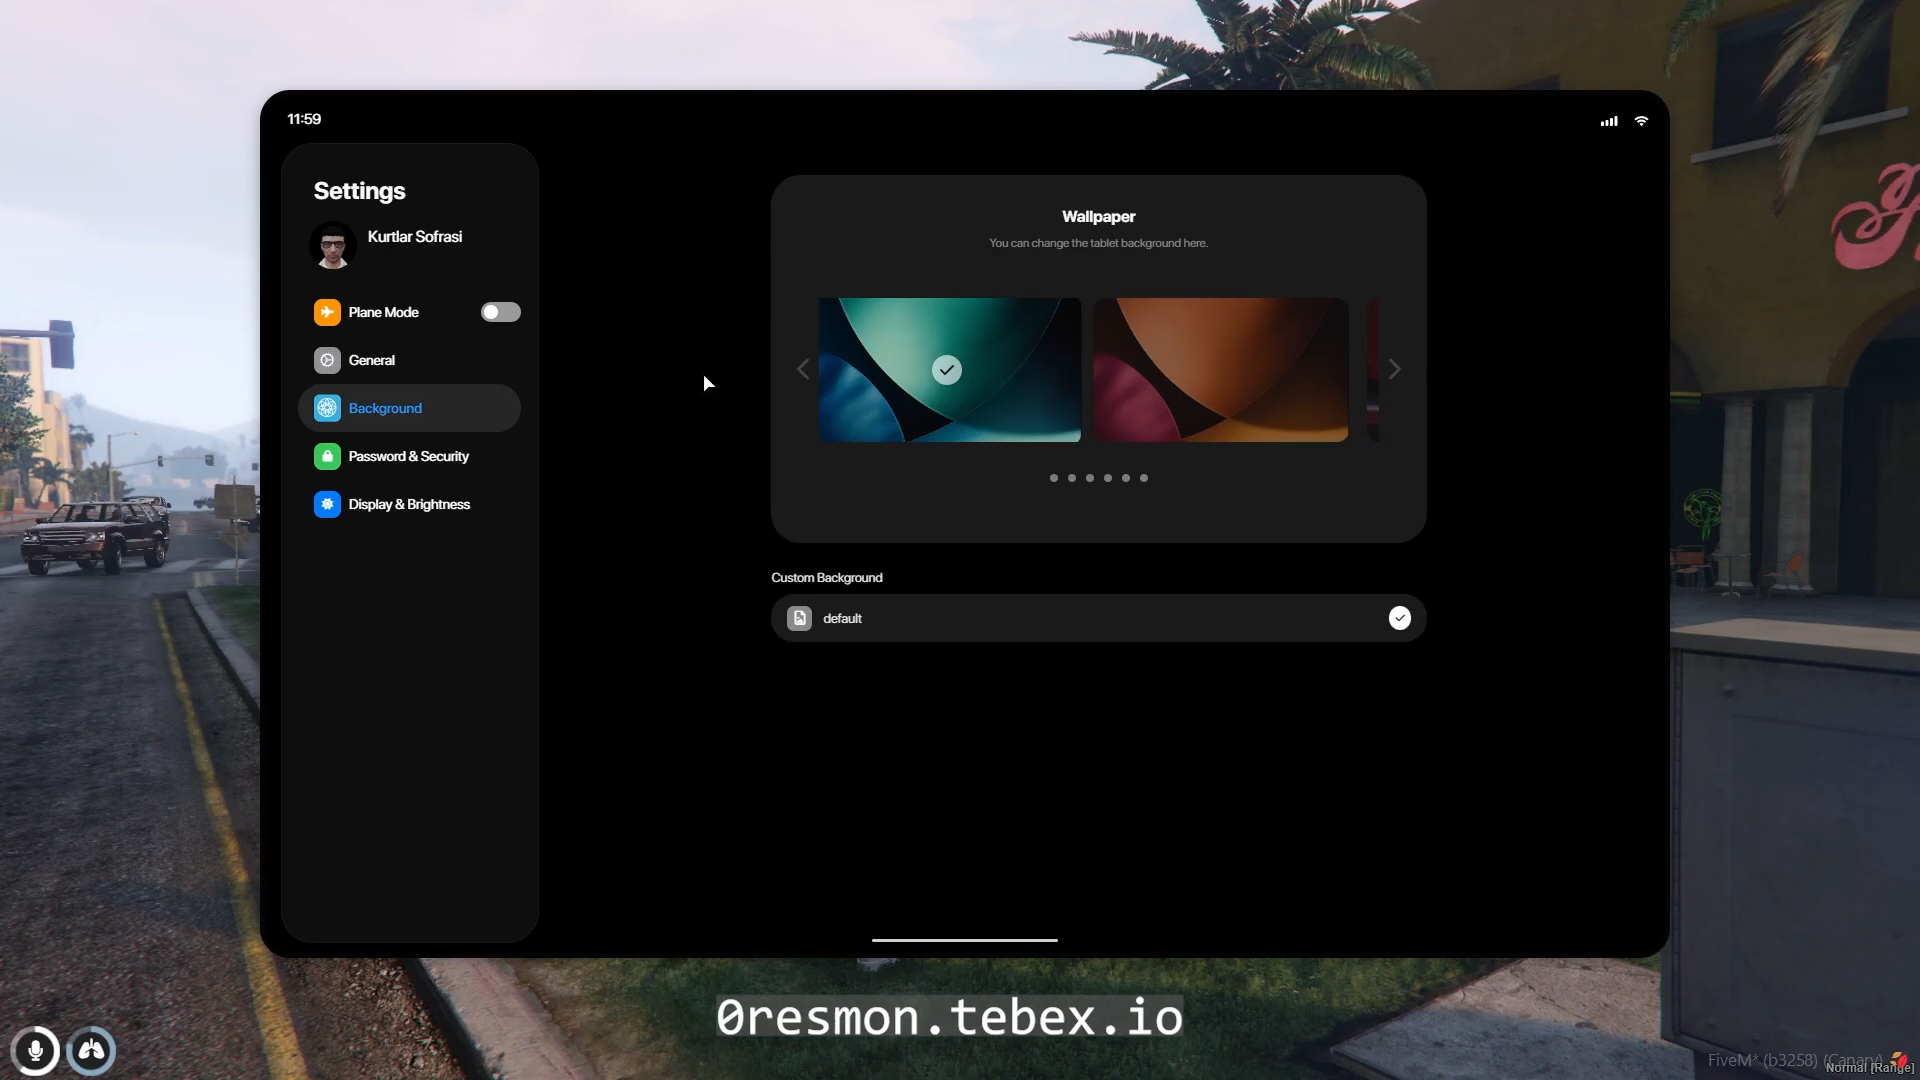 11:59
Settings
Kurtlar Sofrasi
Plane Mode
General
Background
Password & Security
Display & Brightness
Wallpaper
You can change the tablet background here.
Custom Background
default
0resmon.tebex.io
FiveM* (b3258) (Canary)
Normal [Range]